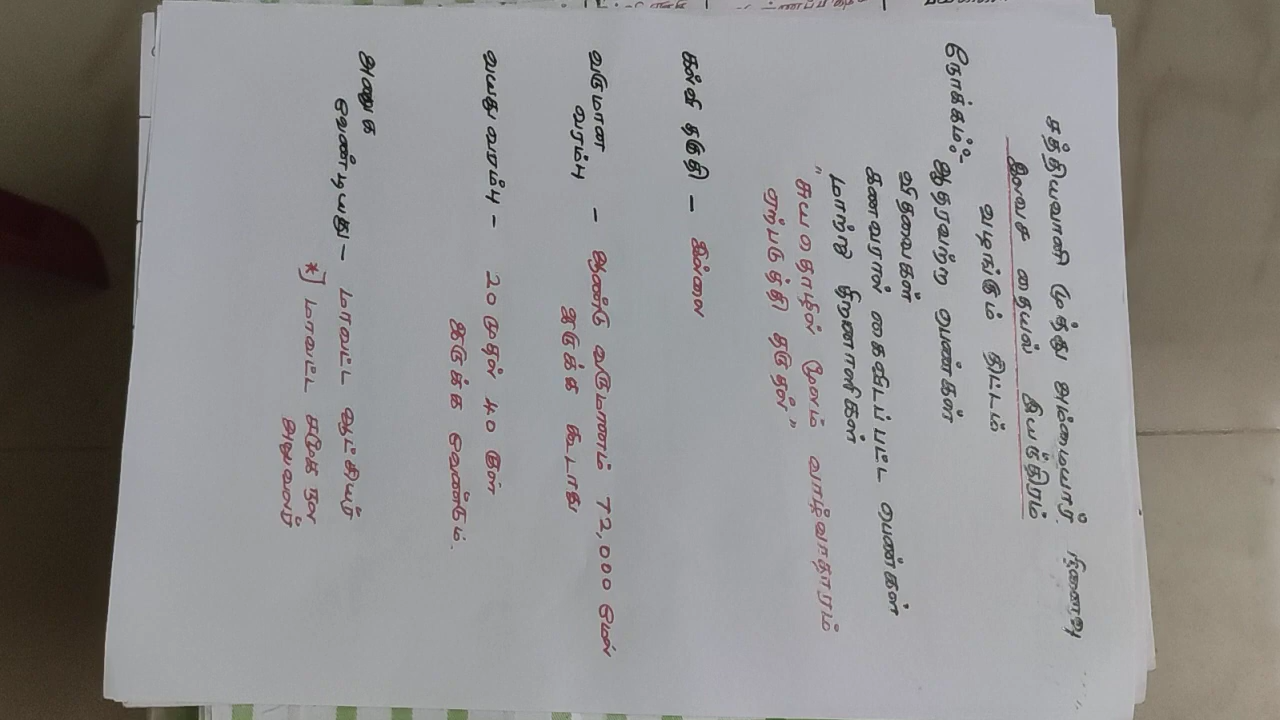 சத்தியவாணி முத்து அம்மையார் நினைவு
இலவச தையல் இயந்திரம்
வழங்கும் திட்டம்
நோக்கம்:- ஆதரவற்ற பெண்கள்
விதவைகள்
கணவரால் கைவிடப்பட்ட பெண்கள்
மாற்று திறனாளிகள்
"சுயதொழில் மூலம் வாழ்வாதாரம்
ஏற்படுத்தி தருதல்"
கல்வி தகுதி - இல்லை
வருமான வரம்பு - ஆண்டு வருமானம் 72,000 மேல்
இருக்க கூடாது
வயது வரம்பு - 20 முதல் 40 குள்
இருக்க வேண்டும்.
அணுக
வேண்டியது - மாவட்ட ஆட்சியர்
*] மாவட்ட சமூக நல
அலுவலர்